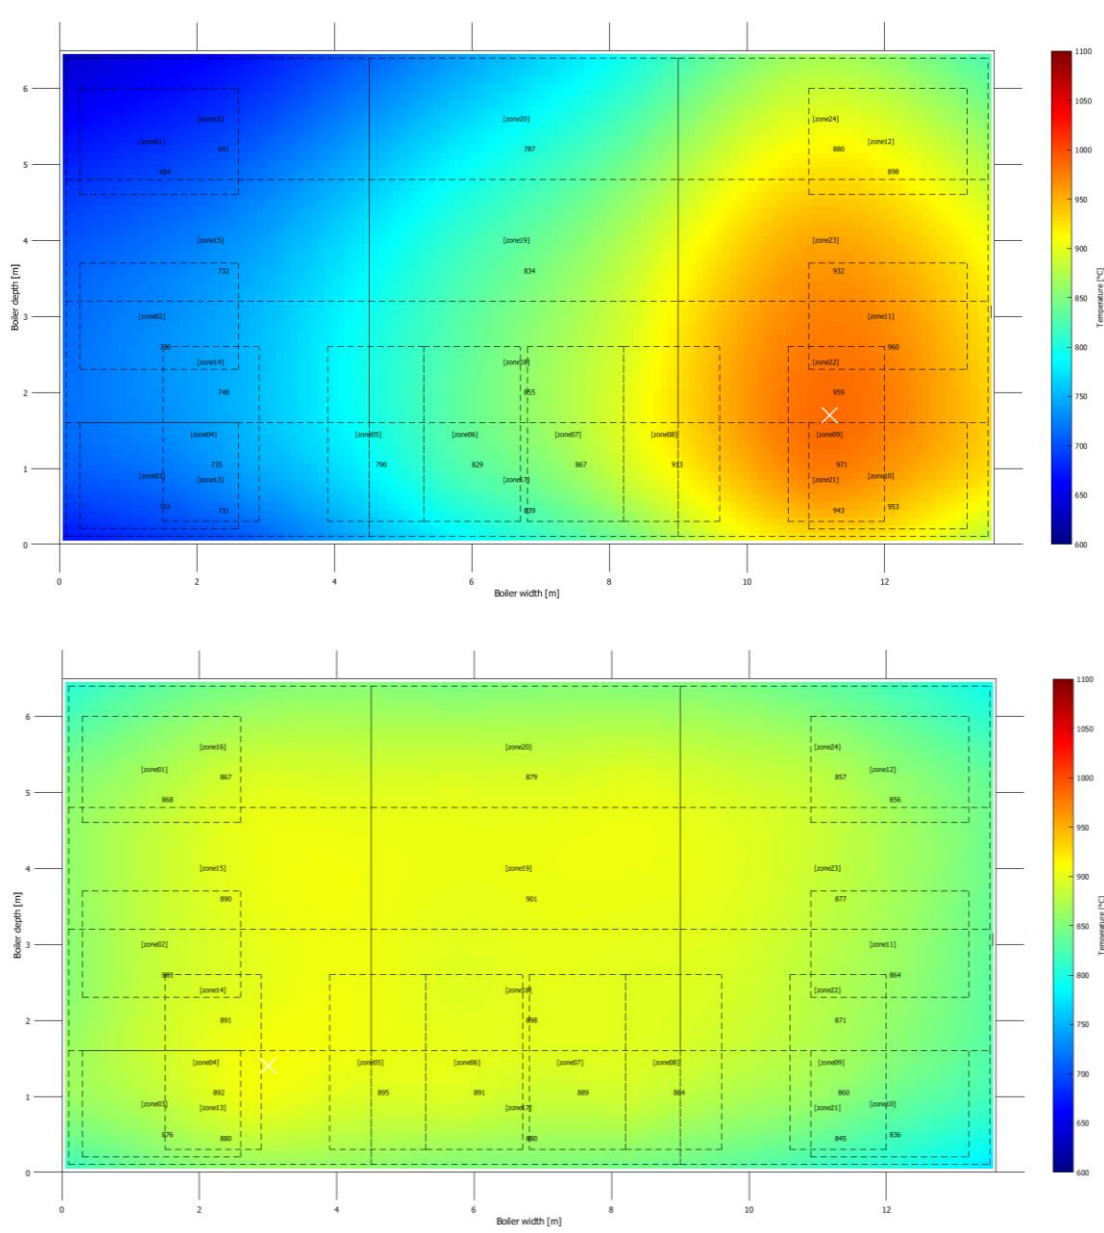 1100
6
[zone16]
[zone20]
[zone24]
1050
[zone01]
[zone12]
691
787
880
5
684
898
1000
950
4
[zone15]
[zone19]
[zone23]
900
732
834
932
Boiler depth [m]
Temperature [°C]
850
3
[zone02]
[zone11]
736
960
800
[zone14]
[zone18]
[zone22]
2
748
855
959
750
[zone04]
[zone05]
[zone06]
[zone07]
[zone08]
[zone09]
700
1
735
790
829
867
913
971
[zone03]
[zone13]
[zone17]
[zone21]
[zone10]
650
716
731
839
943
953
0
600
0
2
4
6
8
10
12
Boiler width [m]
1100
6
1050
[zone16]
[zone20]
[zone24]
[zone01]
[zone12]
867
879
857
1000
5
868
856
950
4
[zone15]
[zone19]
[zone23]
900
890
901
877
Boiler depth [m]
Temperature [°C]
850
3
[zone02]
[zone11]
883
864
800
[zone14]
[zone18]
[zone22]
2
891
898
871
750
[zone04]
[zone05]
[zone06]
[zone07]
[zone08]
[zone09]
700
1
892
895
891
889
884
860
[zone03]
[zone13]
[zone17]
[zone21]
[zone10]
650
876
880
880
845
836
0
600
0
2
4
6
8
10
12
Boiler width [m]